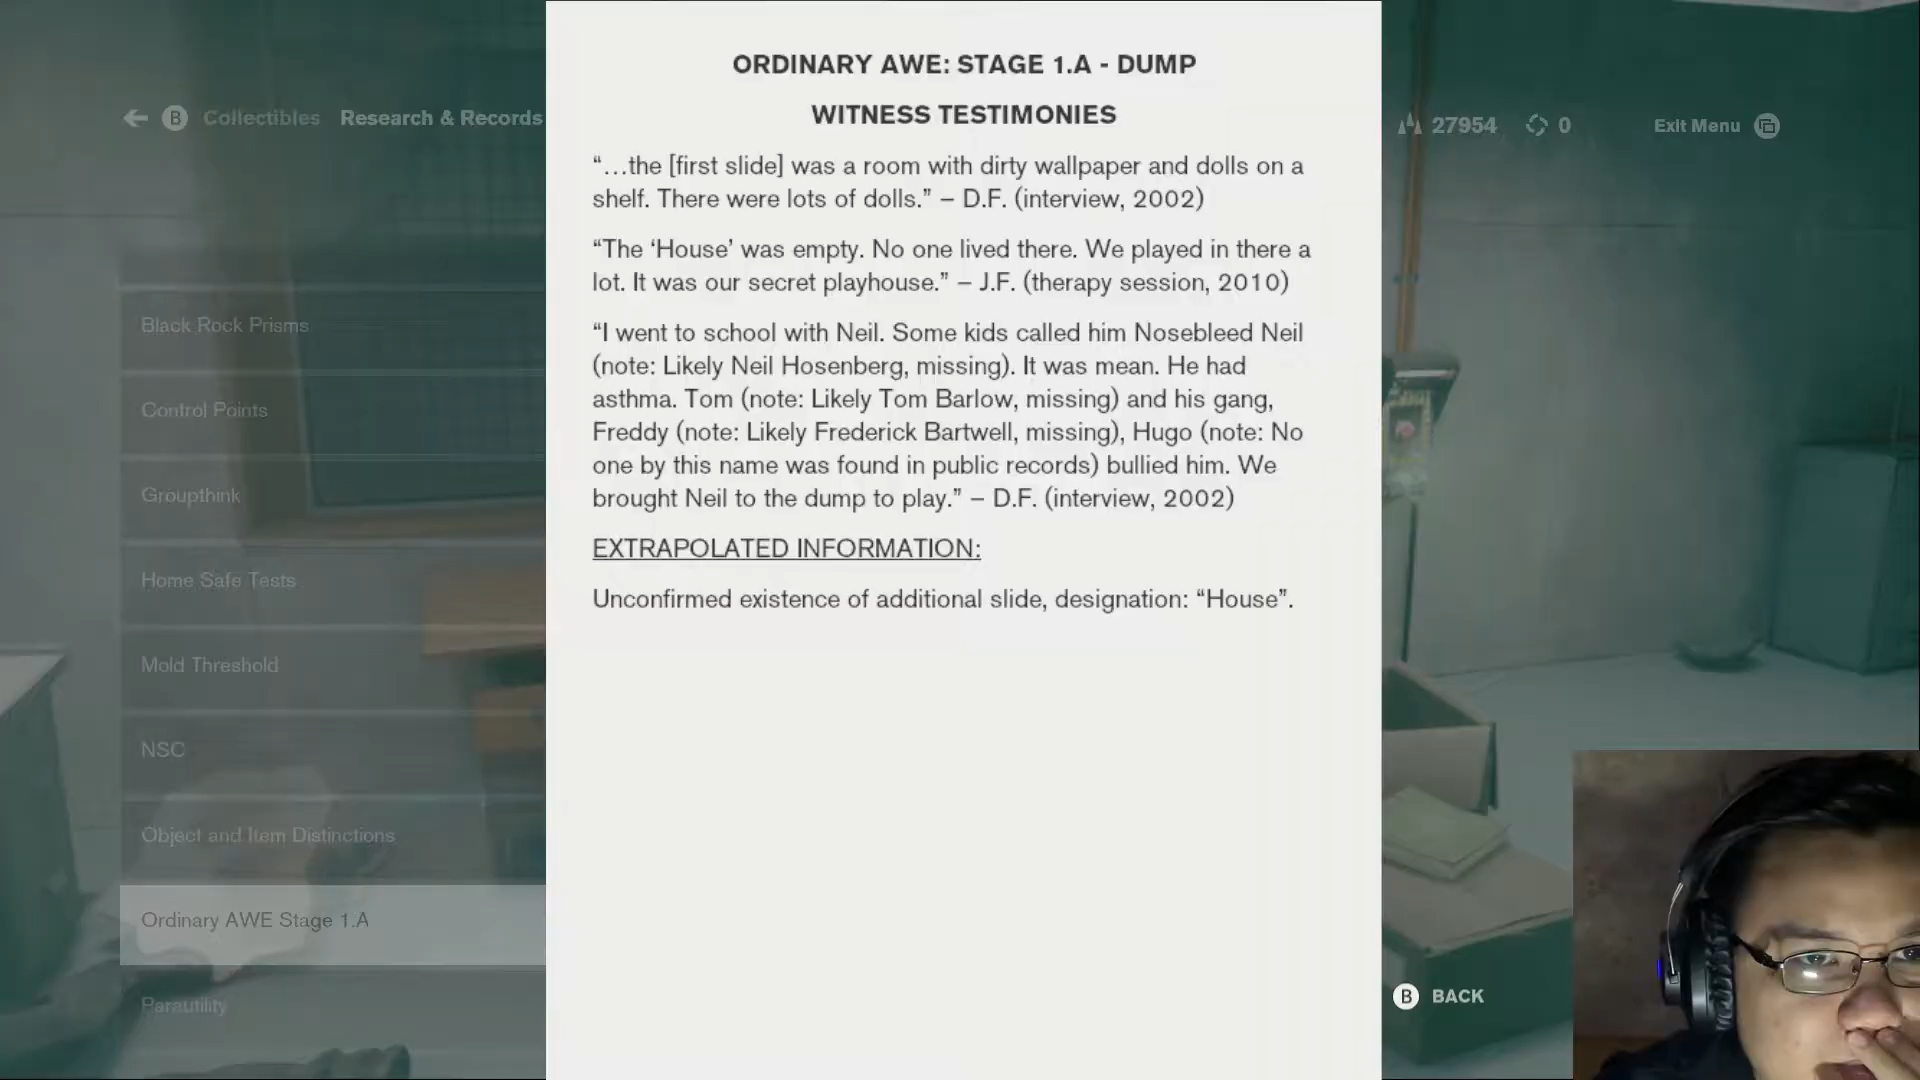 ORDINARY AWE: STAGE 1.A - DUMP
WITNESS TESTIMONIES
“…the [first slide] was a room with dirty wallpaper and dolls on a
shelf. There were lots of dolls.” – D.F. (interview, 2002)
“The ‘House’ was empty. No one lived there. We played in there a
lot. It was our secret playhouse.” – J.F. (therapy session, 2010)
“I went to school with Neil. Some kids called him Nosebleed Neil
(note: Likely Neil Hosenberg, missing). It was mean. He had
asthma. Tom (note: Likely Tom Barlow, missing) and his gang,
Freddy (note: Likely Frederick Bartwell, missing), Hugo (note: No
one by this name was found in public records) bullied him. We
brought Neil to the dump to play.” – D.F. (interview, 2002)
EXTRAPOLATED INFORMATION:
Unconfirmed existence of additional slide, designation: “House”.
B Collectibles Research & Records
27954 0 Exit Menu
Black Rock Prisms
Control Points
Groupthink
Home Safe Tests
Mold Threshold
NSC
Object and Item Distinctions
Ordinary AWE Stage 1.A
Parautility
B BACK